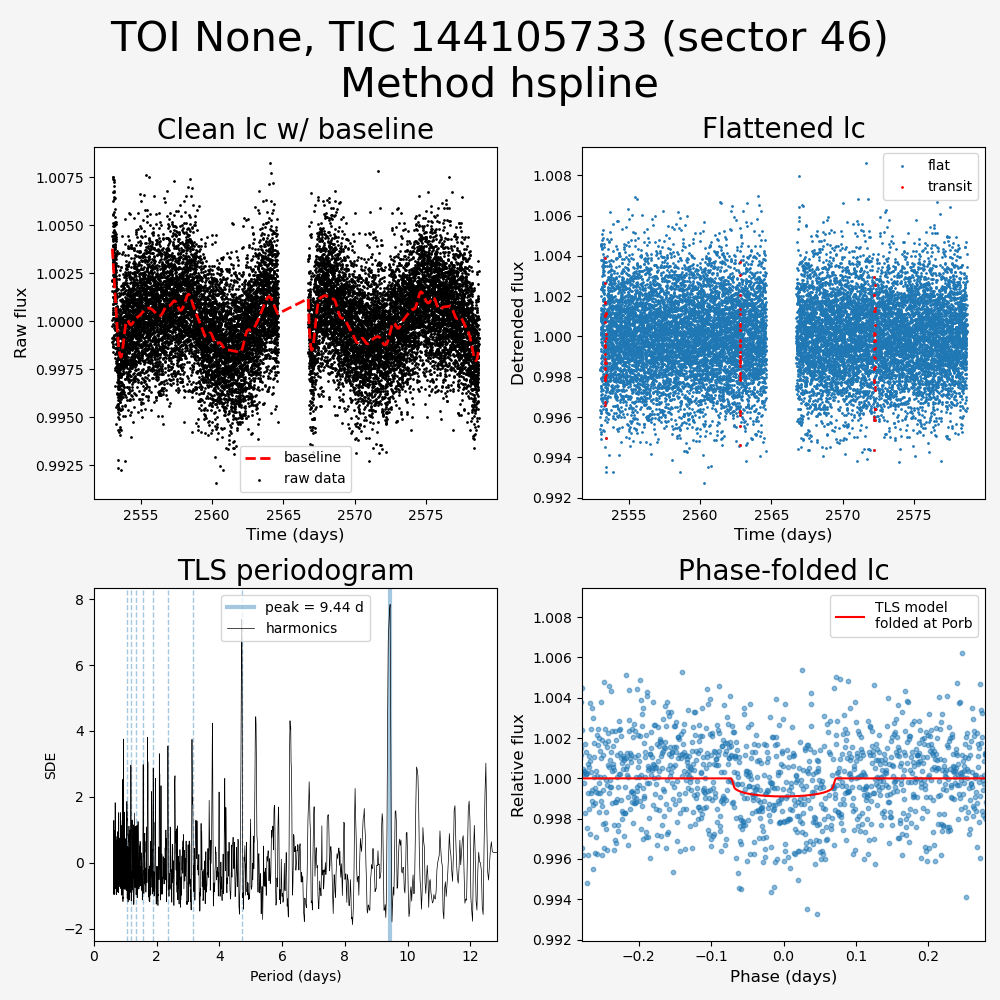 TOI None, TIC 144105733 (sector 46)
Method hspline
Clean lc w/ baseline
Raw flux
1.0075
1.0050
1.0025
1.0000
0.9975
0.9950
0.9925
baseline
raw data
2555 2560 2565 2570 2575
Time (days)
Flattened lc
Detrended flux
1.008
1.006
1.004
1.002
1.000
0.998
0.996
0.994
0.992
flat
transit
2555 2560 2565 2570 2575
Time (days)
TLS periodogram
SDE
8
6
4
2
0
−2
peak = 9.44 d
harmonics
0 2 4 6 8 10 12
Period (days)
Phase-folded lc
Relative flux
1.008
1.006
1.004
1.002
1.000
0.998
0.996
0.994
0.992
TLS model
folded at Porb
−0.2 −0.1 0.0 0.1 0.2
Phase (days)